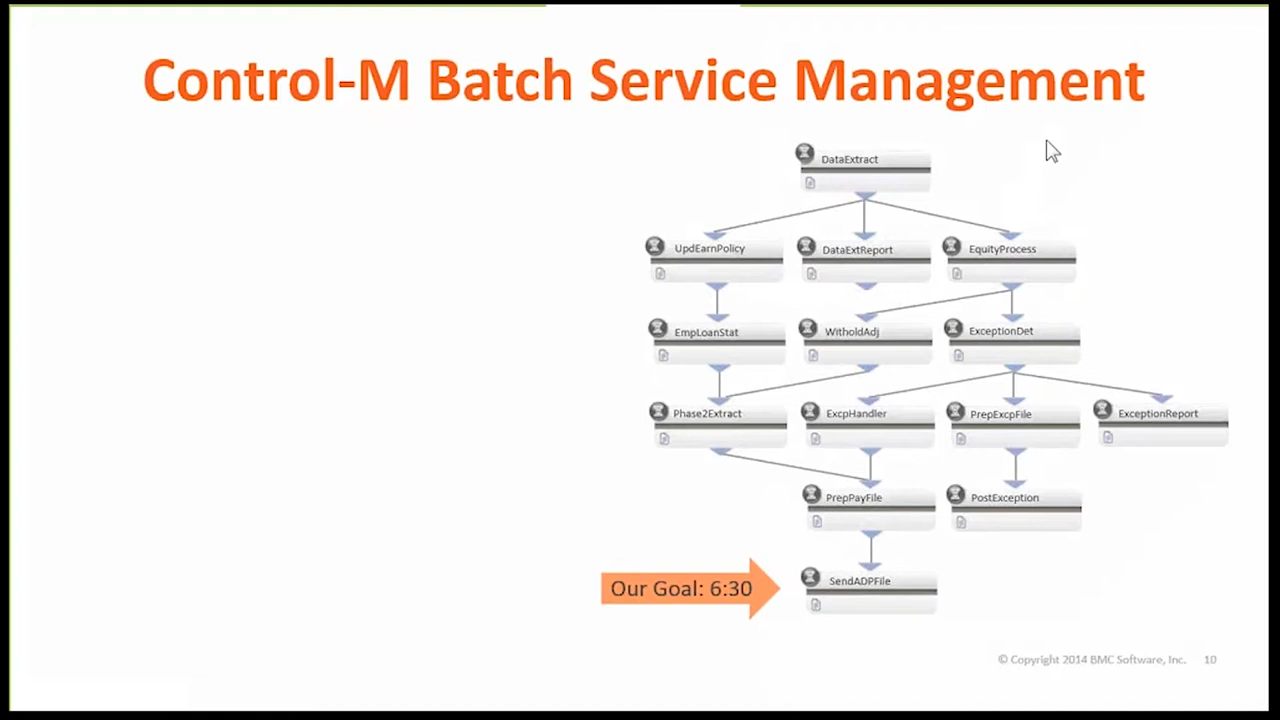 Control-M Batch Service Management
DataExtract
UpdEarnPolicy
DataExtReport
EquityProcess
EmpLoanStat
WitholdAdj
ExceptionDet
Phase2Extract
ExcpHandler
PrepExcpFile
ExceptionReport
PrepPayFile
PostException
Our Goal: 6:30
SendADPFile
© Copyright 2014 BMC Software, Inc. 10